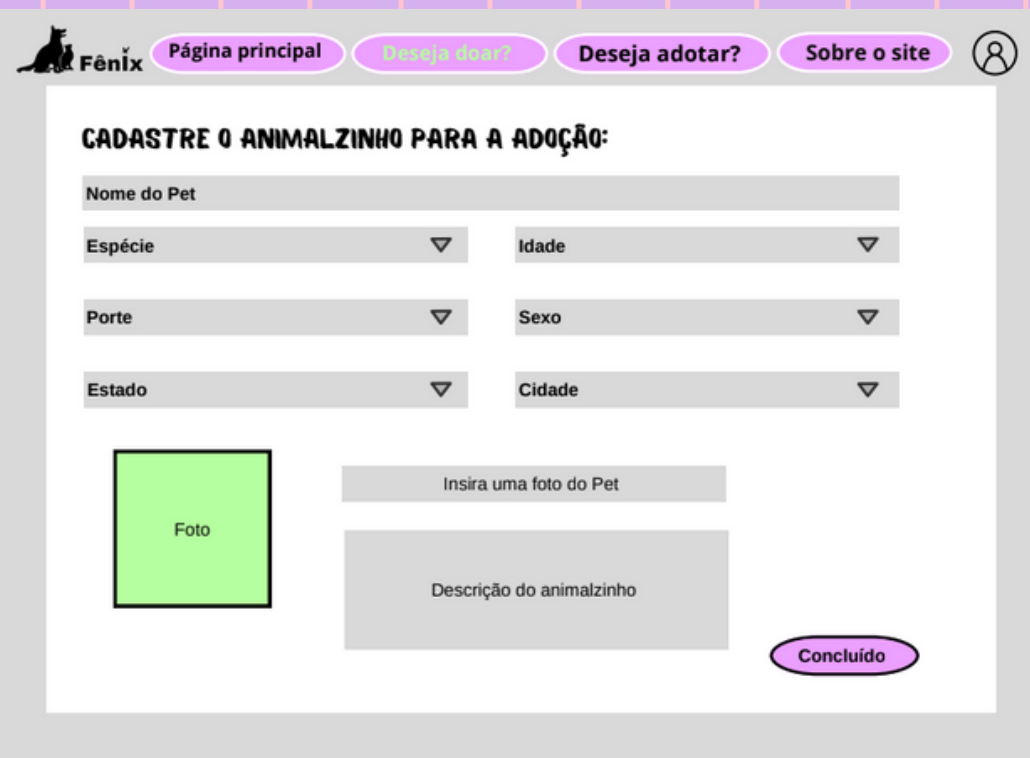 Fênix
Página principal
Deseja doar?
Deseja adotar?
Sobre o site
CADASTRE O ANIMALZINHO PARA A ADOÇÃO:
Nome do Pet
Espécie
Idade
Porte
Sexo
Estado
Cidade
Foto
Insira uma foto do Pet
Descrição do animalzinho
Concluído